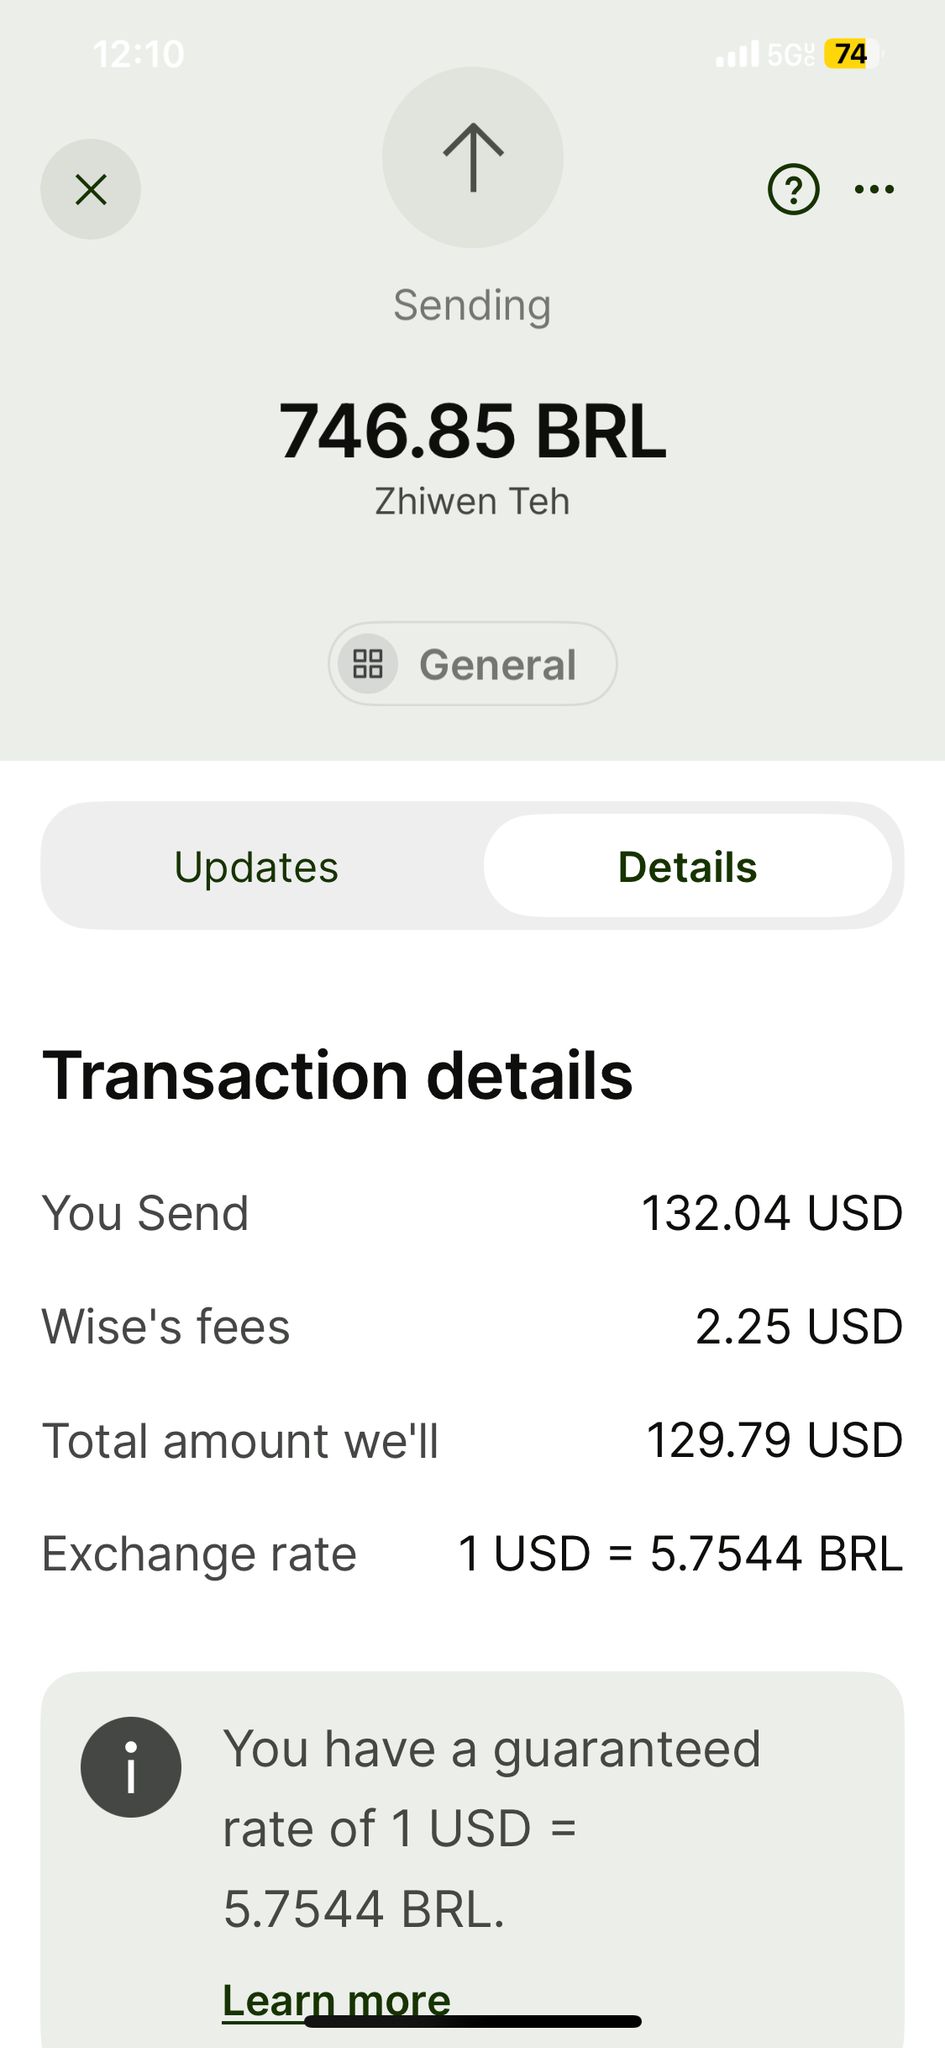 12:10
5G UC 74
Sending
746.85 BRL
Zhiwen Teh
General
Updates Details
Transaction details
You Send 132.04 USD
Wise's fees 2.25 USD
Total amount we'll 129.79 USD
Exchange rate 1 USD = 5.7544 BRL
You have a guaranteed
rate of 1 USD =
5.7544 BRL.
Learn more